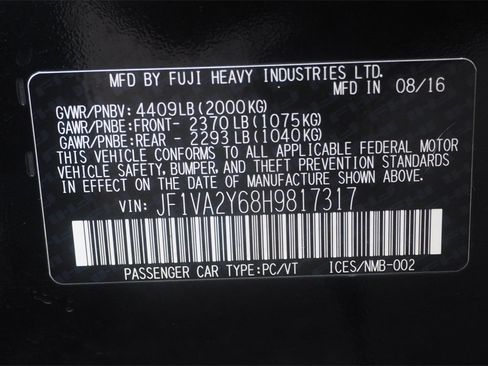 MFD BY FUJI HEAVY INDUSTRIES LTD.
MFD IN 08/16
GVWR/PNBV: 4409LB(2000KG)
GAWR/PNBE:FRONT- 2370LB(1075KG)
GAWR/PNBE:REAR - 2293LB(1040KG)
THIS VEHICLE CONFORMS TO ALL APPLICABLE FEDERAL MOTOR
VEHICLE SAFETY, BUMPER, AND THEFT PREVENTION STANDARDS
IN EFFECT ON THE DATE OF MANUFACTURE SHOWN ABOVE.
VIN: JF1VA2Y68H9817317
PASSENGER CAR TYPE:PC/VT ICES/NMB-002